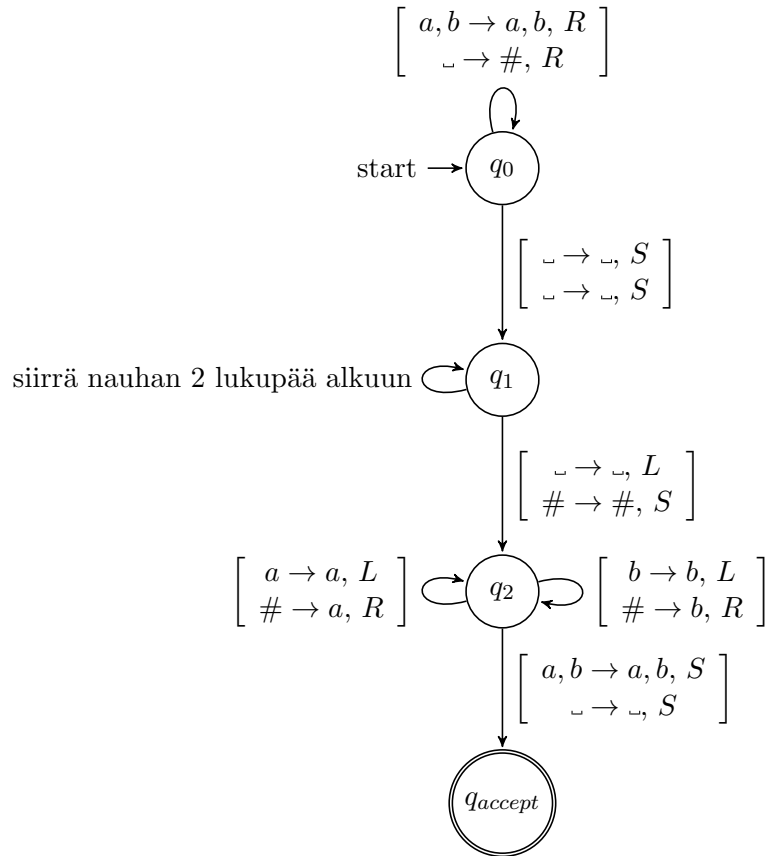 a, b → a, b, R
␣ → #, R
start
q0
␣ → ␣, S
␣ → ␣, S
siirrä nauhan 2 lukupää alkuun
q1
␣ → ␣, L
# → #, S
a → a, L
# → a, R
q2
b → b, L
# → b, R
a, b → a, b, S
␣ → ␣, S
qaccept